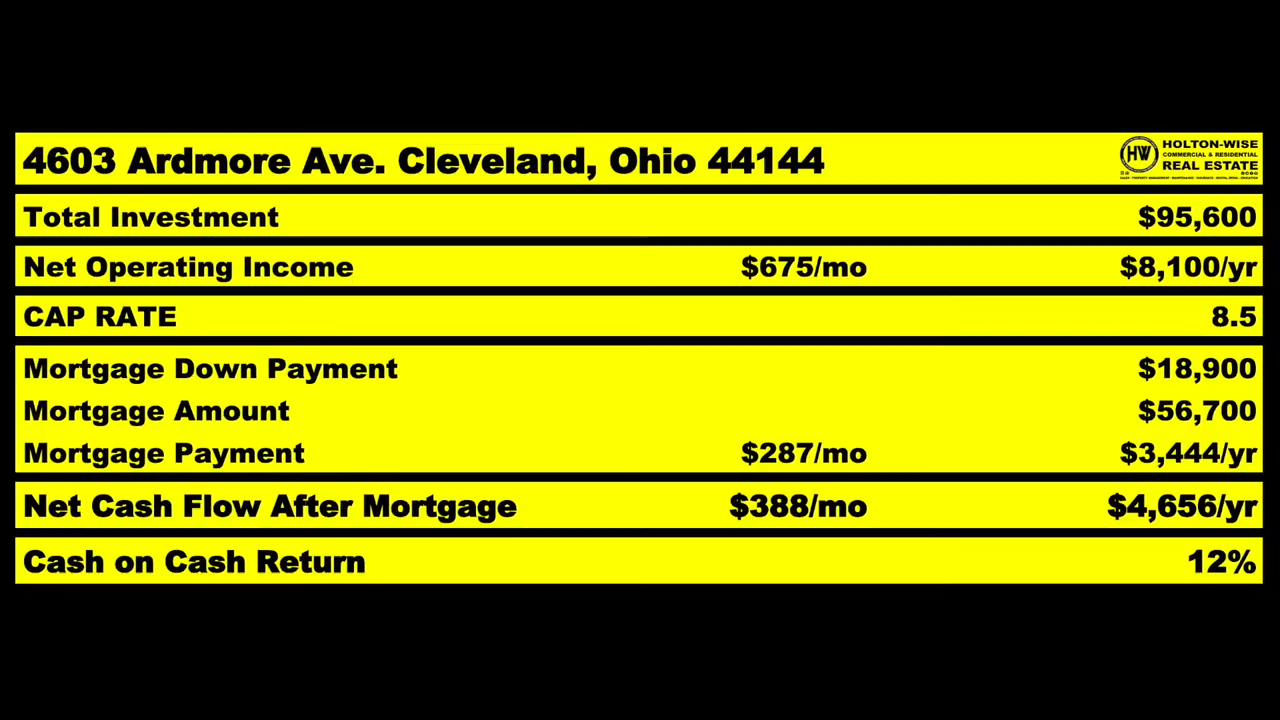 4603 Ardmore Ave. Cleveland, Ohio 44144
HW
HOLTON-WISE
COMMERCIAL & RESIDENTIAL
REAL ESTATE
Total Investment $95,600
Net Operating Income $675/mo $8,100/yr
CAP RATE 8.5
Mortgage Down Payment $18,900
Mortgage Amount $56,700
Mortgage Payment $287/mo $3,444/yr
Net Cash Flow After Mortgage $388/mo $4,656/yr
Cash on Cash Return 12%